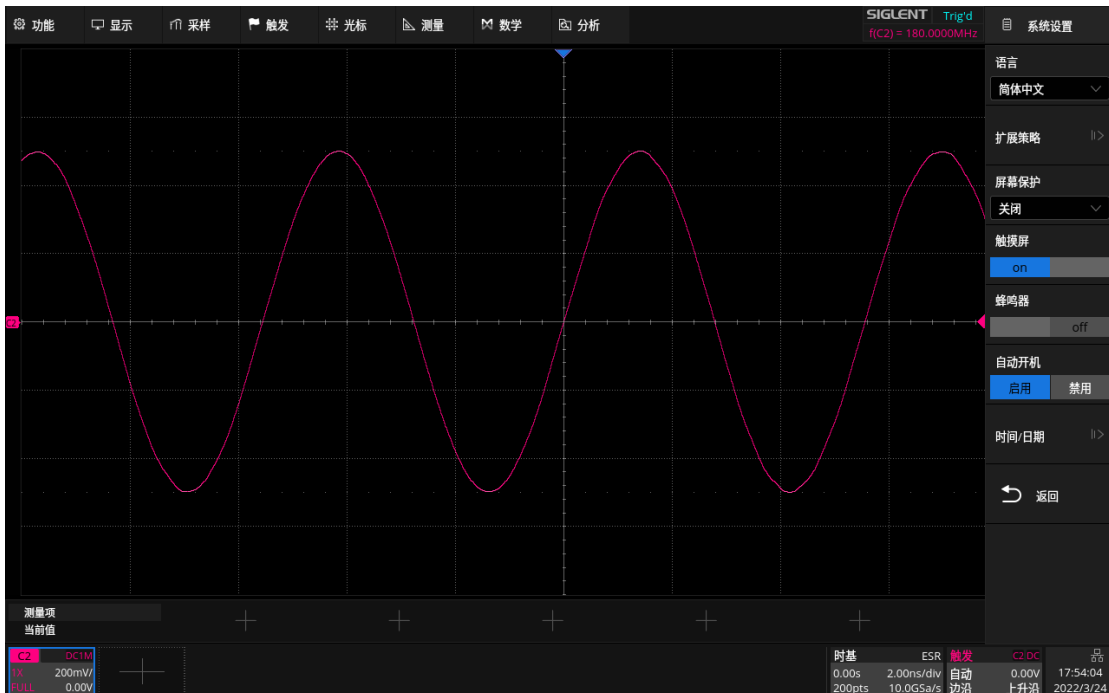 功能 显示 采样 触发 光标 测量 数学 分析
SIGLENT Trig'd
f(C2) = 180.0000MHz
系统设置
语言
简体中文
扩展策略
屏幕保护
关闭
触摸屏
on
蜂鸣器
off
自动开机
启用 禁用
时间/日期
返回
C2
测量项
当前值
C2 DC1M
1X 200mV/
FULL 0.00V
时基 ESR
0.00s 2.00ns/div
200pts 10.0GSa/s
触发 C2 DC
自动 0.00V
边沿 上升沿
17:54:04
2022/3/24